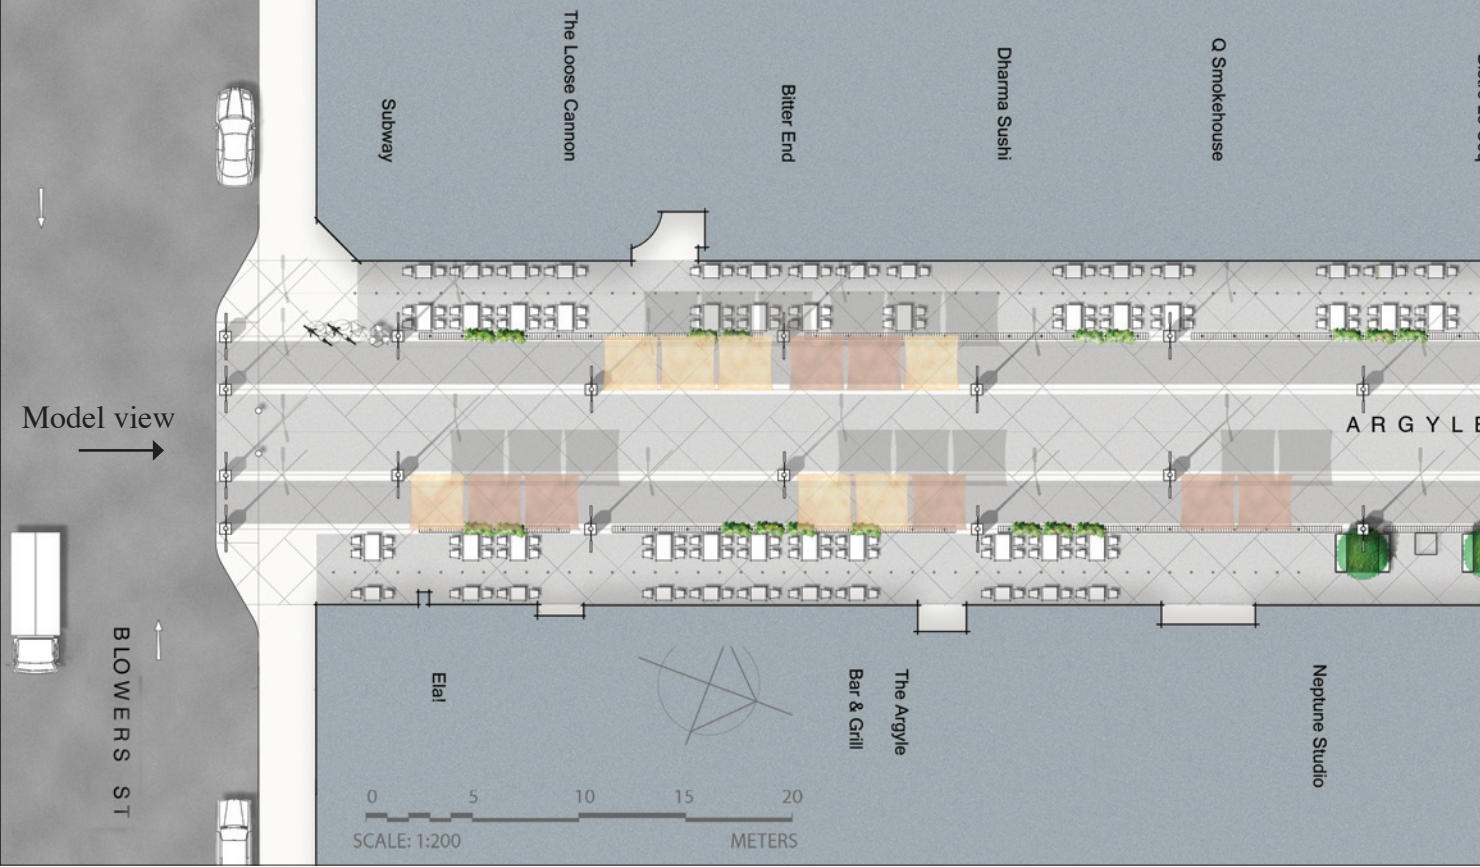 Subway
The Loose Cannon
Bitter End
Dharma Sushi
Q Smokehouse
Model view
ARGYLE
BLOWERS ST
Ela!
The Argyle
Bar & Grill
Neptune Studio
0 5 10 15 20
SCALE: 1:200 METERS